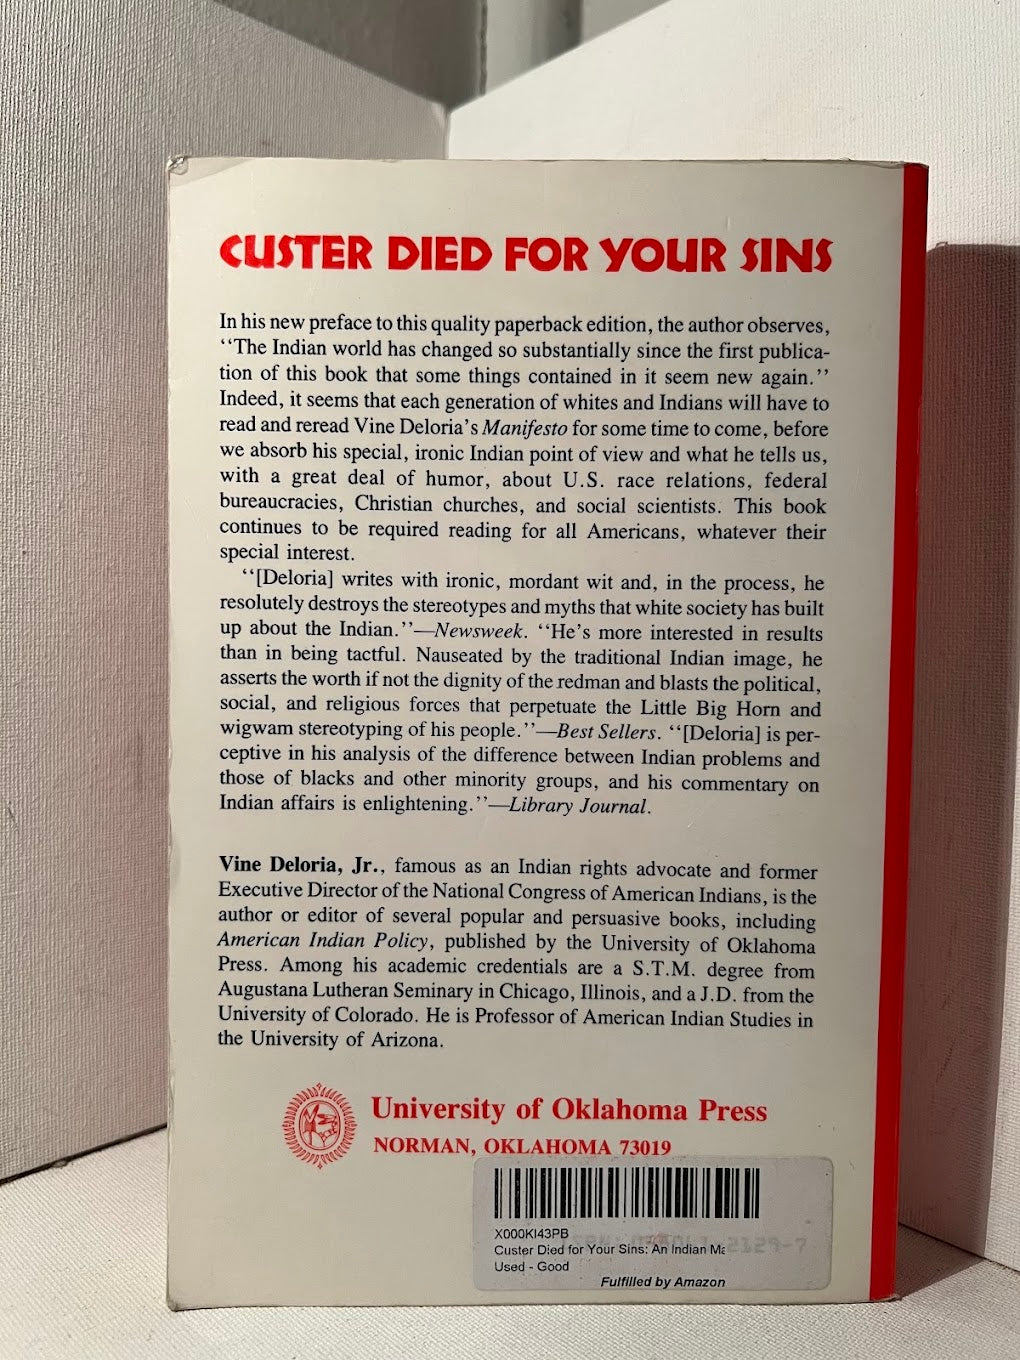 CUSTER DIED FOR YOUR SINS
In his new preface to this quality paperback edition, the author observes,
‘‘The Indian world has changed so substantially since the first publica-
tion of this book that some things contained in it seem new again.’’
Indeed, it seems that each generation of whites and Indians will have to
read and reread Vine Deloria’s Manifesto for some time to come, before
we absorb his special, ironic Indian point of view and what he tells us,
with a great deal of humor, about U.S. race relations, federal
bureaucracies, Christian churches, and social scientists. This book
continues to be required reading for all Americans, whatever their
special interest.
‘‘[Deloria] writes with ironic, mordant wit and, in the process, he
resolutely destroys the stereotypes and myths that white society has built
up about the Indian.’’—Newsweek. ‘‘He’s more interested in results
than in being tactful. Nauseated by the traditional Indian image, he
asserts the worth if not the dignity of the redman and blasts the political,
social, and religious forces that perpetuate the Little Big Horn and
wigwam stereotyping of his people.’’—Best Sellers. ‘‘[Deloria] is per-
ceptive in his analysis of the difference between Indian problems and
those of blacks and other minority groups, and his commentary on
Indian affairs is enlightening.’’—Library Journal.
Vine Deloria, Jr., famous as an Indian rights advocate and former
Executive Director of the National Congress of American Indians, is the
author or editor of several popular and persuasive books, including
American Indian Policy, published by the University of Oklahoma
Press. Among his academic credentials are a S.T.M. degree from
Augustana Lutheran Seminary in Chicago, Illinois, and a J.D. from the
University of Colorado. He is Professor of American Indian Studies in
the University of Arizona.
University of Oklahoma Press
NORMAN, OKLAHOMA 73019
X000KI43PB
Custer Died for Your Sins: An Indian Ma
Used - Good
Fulfilled by Amazon